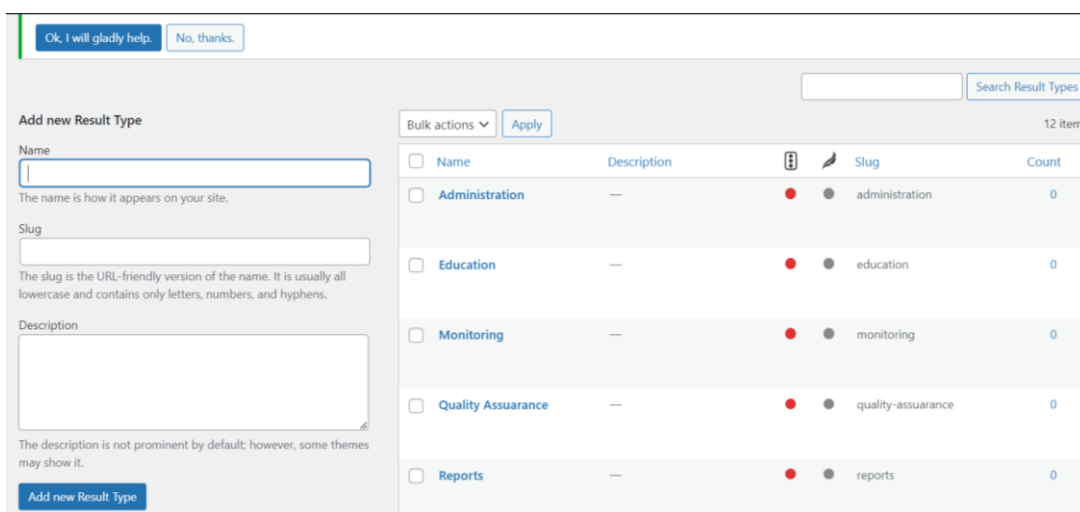 Ok, I will gladly help. No, thanks.
Search Result Types
Add new Result Type
Bulk actions Apply
12 item
Name
The name is how it appears on your site.
Slug
The slug is the URL-friendly version of the name. It is usually all
lowercase and contains only letters, numbers, and hyphens.
Description
The description is not prominent by default; however, some themes
may show it.
Add new Result Type
Name Description Slug Count
Administration — administration 0
Education — education 0
Monitoring — monitoring 0
Quality Assuarance — quality-assuarance 0
Reports — reports 0